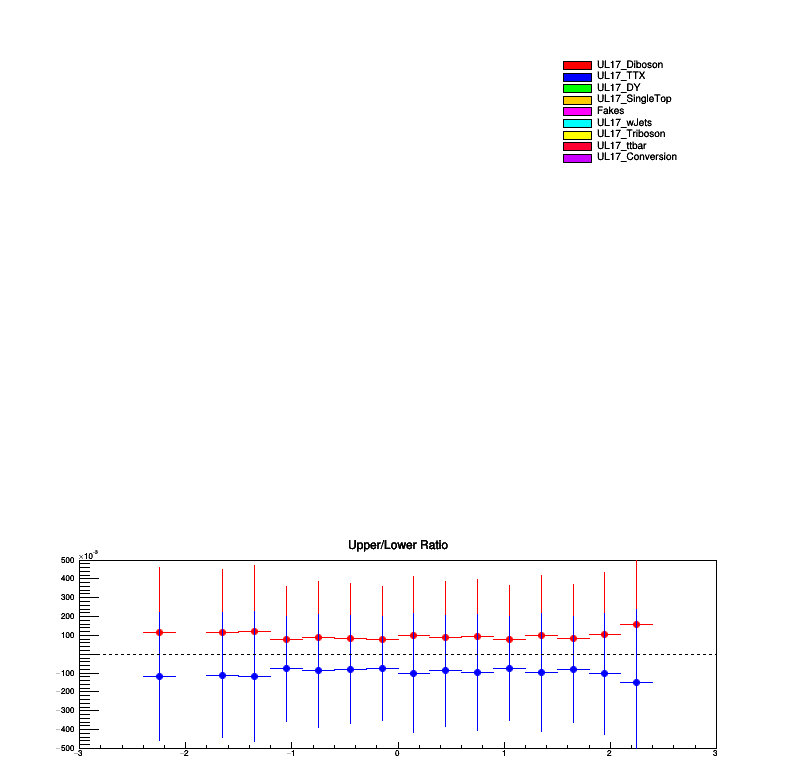 UL17_Diboson
UL17_TTX
UL17_DY
UL17_SingleTop
Fakes
UL17_wJets
UL17_Triboson
UL17_ttbar
UL17_Conversion
Upper/Lower Ratio
×10⁻³
500
400
300
200
100
−100
−200
−300
−400
−500
−3 −2 −1 0 1 2 3